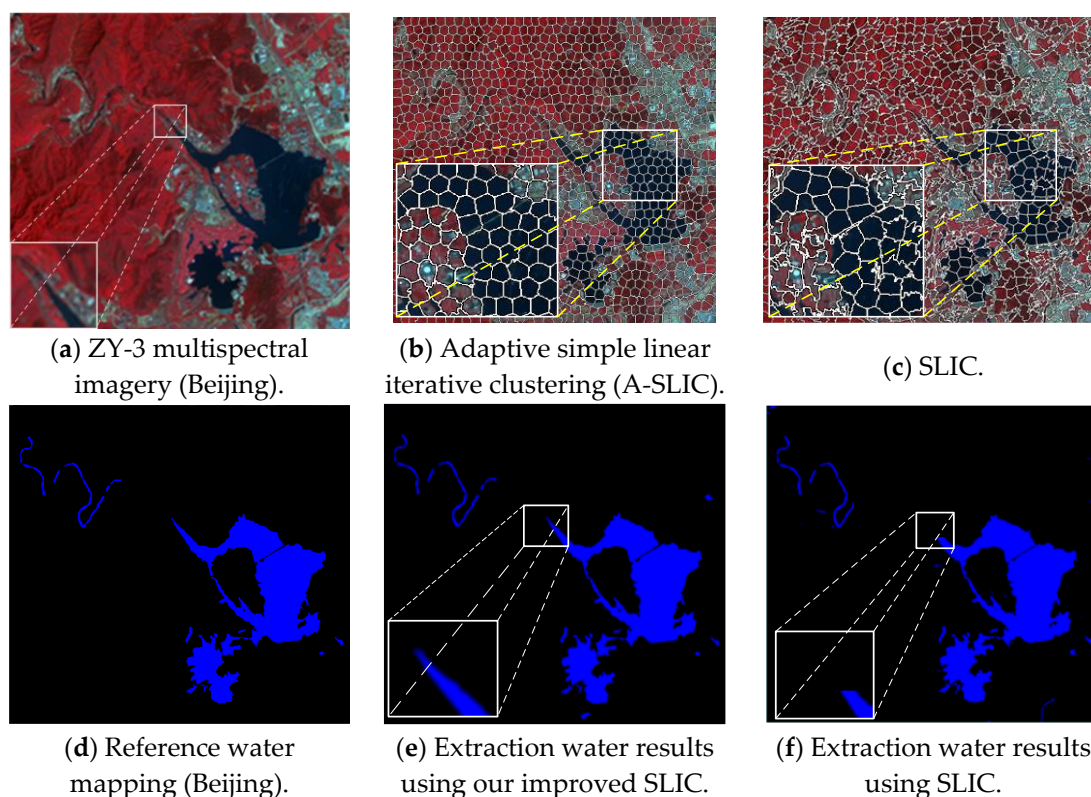 (a) ZY-3 multispectral
imagery (Beijing).
(b) Adaptive simple linear
iterative clustering (A-SLIC).
(c) SLIC.
(d) Reference water
mapping (Beijing).
(e) Extraction water results
using our improved SLIC.
(f) Extraction water results
using SLIC.